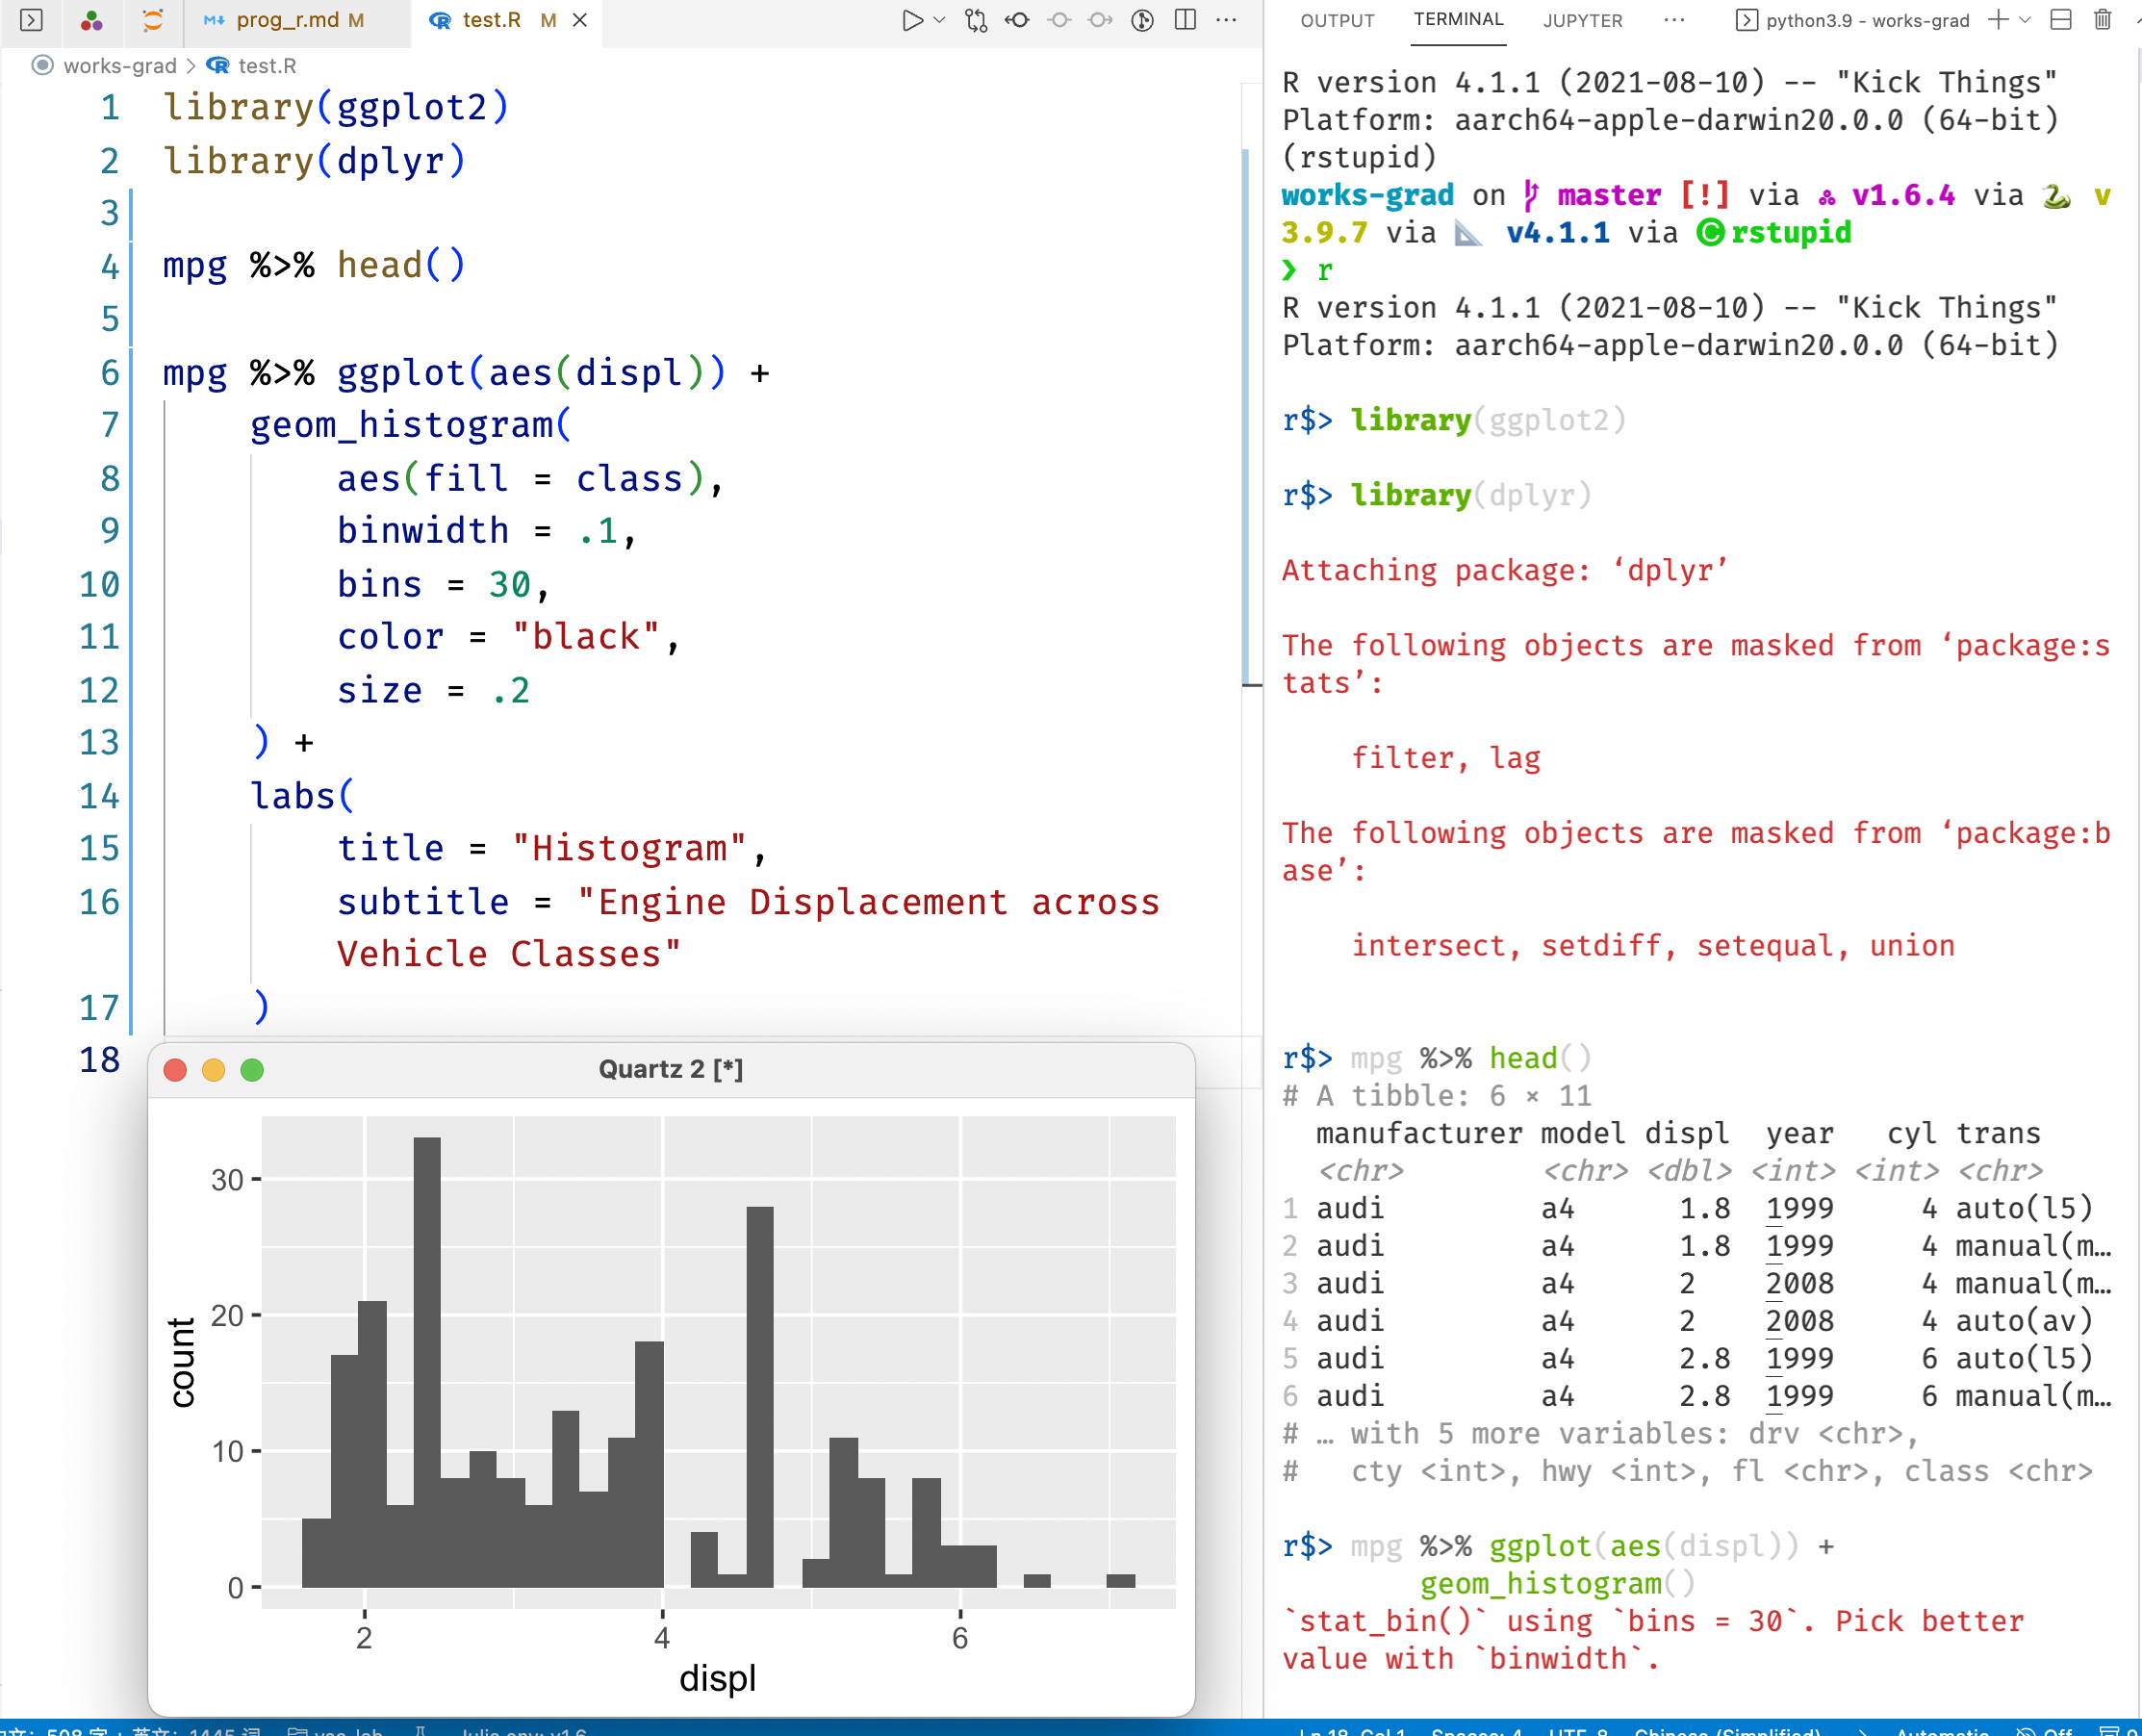 prog_r.md M
test.R M
works-grad > test.R
1 library(ggplot2)
2 library(dplyr)
3
4 mpg %>% head()
5
6 mpg %>% ggplot(aes(displ)) +
7 geom_histogram(
8 aes(fill = class),
9 binwidth = .1,
10 bins = 30,
11 color = "black",
12 size = .2
13 ) +
14 labs(
15 title = "Histogram",
16 subtitle = "Engine Displacement across
Vehicle Classes"
17 )
18
Quartz 2 [*]
30
20
10
0
count
2 4 6
displ
OUTPUT TERMINAL JUPYTER ··· python3.9 - works-grad
R version 4.1.1 (2021-08-10) -- "Kick Things"
Platform: aarch64-apple-darwin20.0.0 (64-bit)
(rstupid)
works-grad on master [!] via v1.6.4 via v
3.9.7 via v4.1.1 via rstupid
❯ r
R version 4.1.1 (2021-08-10) -- "Kick Things"
Platform: aarch64-apple-darwin20.0.0 (64-bit)
r$> library(ggplot2)
r$> library(dplyr)
Attaching package: ‘dplyr’
The following objects are masked from ‘package:s
tats’:
filter, lag
The following objects are masked from ‘package:b
ase’:
intersect, setdiff, setequal, union
r$> mpg %>% head()
# A tibble: 6 × 11
manufacturer model displ year cyl trans
<chr> <chr> <dbl> <int> <int> <chr>
1 audi a4 1.8 1999 4 auto(l5)
2 audi a4 1.8 1999 4 manual(m…
3 audi a4 2 2008 4 manual(m…
4 audi a4 2 2008 4 auto(av)
5 audi a4 2.8 1999 6 auto(l5)
6 audi a4 2.8 1999 6 manual(m…
# … with 5 more variables: drv <chr>,
# cty <int>, hwy <int>, fl <chr>, class <chr>
r$> mpg %>% ggplot(aes(displ)) +
geom_histogram()
`stat_bin()` using `bins = 30`. Pick better
value with `binwidth`.